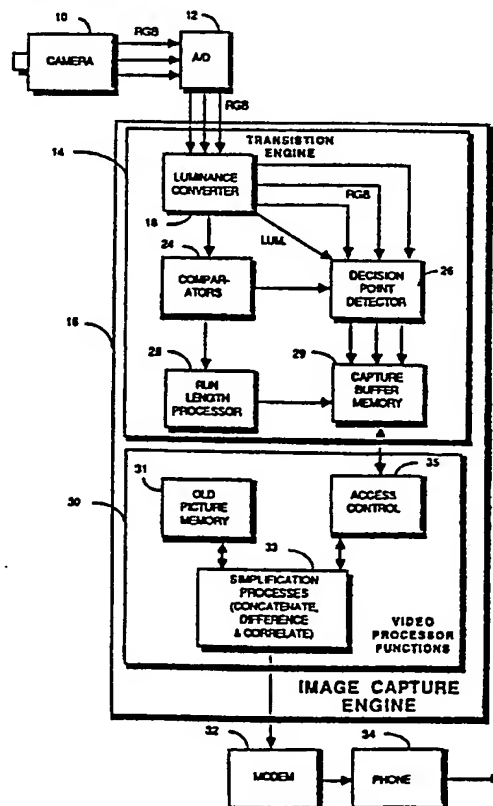 10
CAMERA
RGB
12
A/D
RGB
14
TRANSISTION
ENGINE
LUMINANCE
CONVERTER
18
RGB
LUM.
24
COMPAR-
ATORS
DECISION
POINT
DETECTOR
26
16
28
RUN
LENGTH
PROCESSOR
29
CAPTURE
BUFFER
MEMORY
30
31
OLD
PICTURE
MEMORY
35
ACCESS
CONTROL
33
SIMPLIFICATION
PROCESSES
(CONCATENATE,
DIFFERENCE
& CORRELATE)
VIDEO
PROCESSOR
FUNCTIONS
IMAGE CAPTURE
ENGINE
32
MODEM
34
PHONE